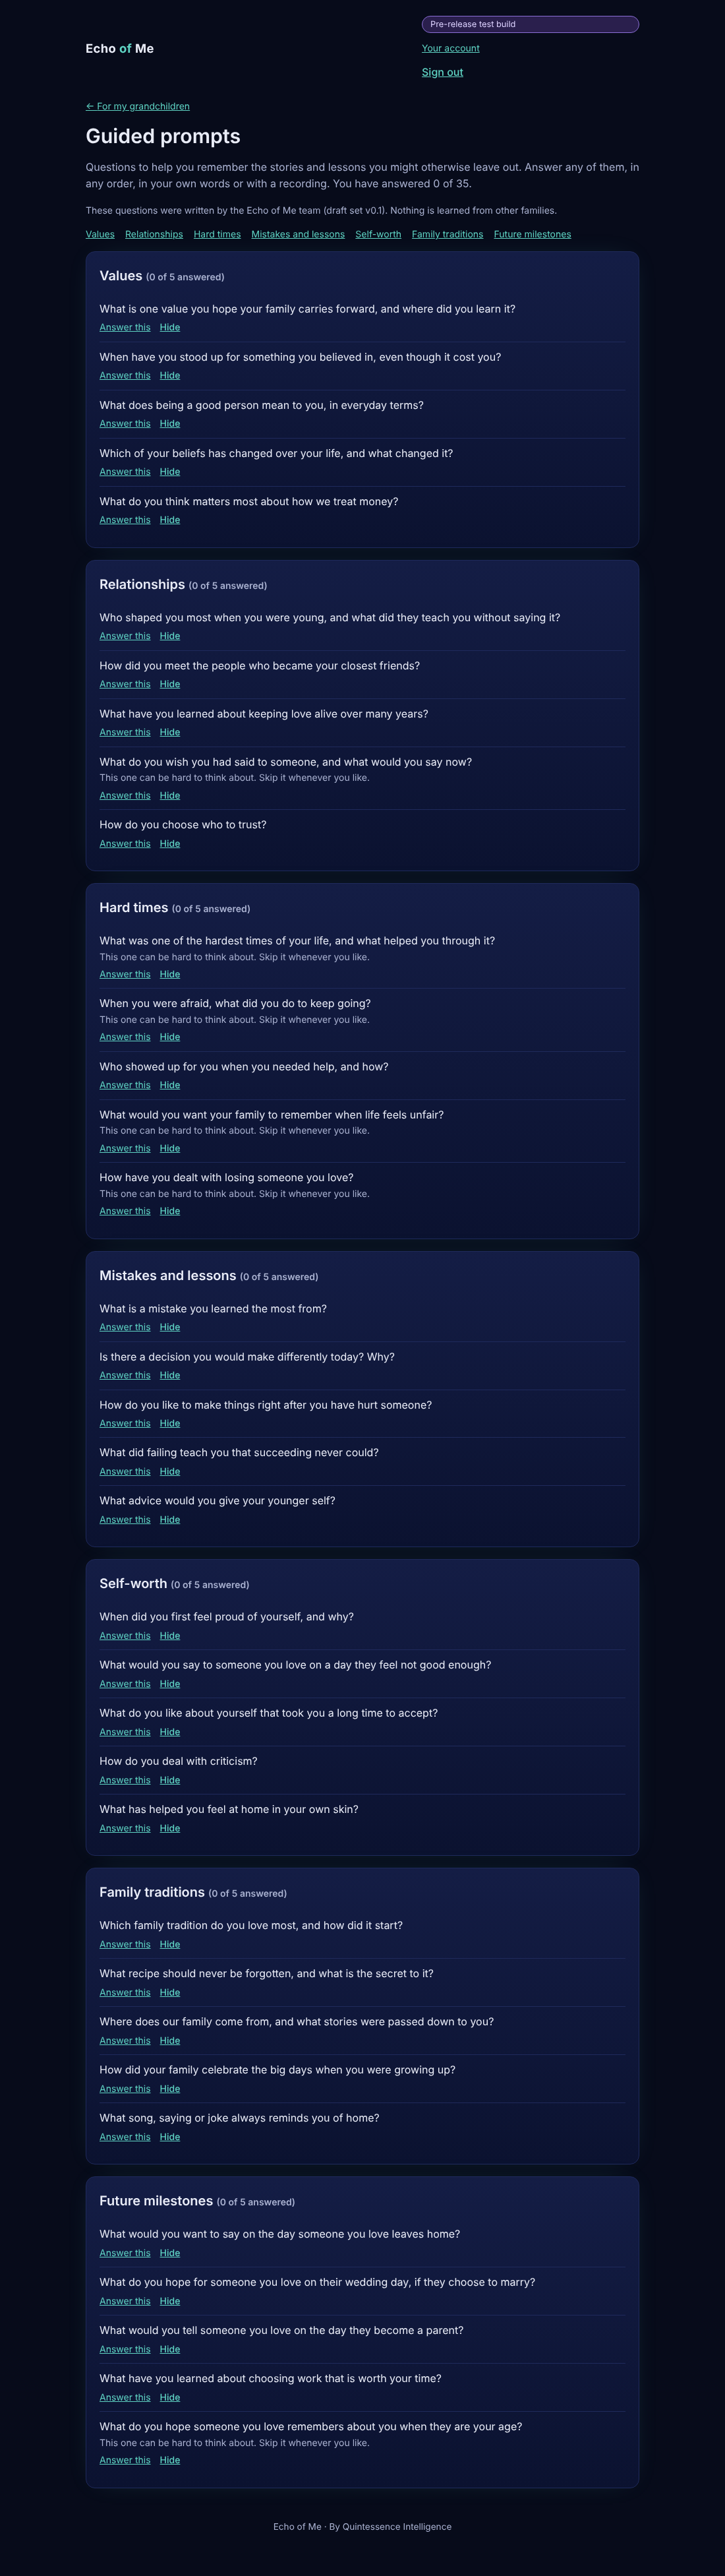 Pre-release test build
Echo of Me
Your account
Sign out
← For my grandchildren
Guided prompts
Questions to help you remember the stories and lessons you might otherwise leave out. Answer any of them, in
any order, in your own words or with a recording. You have answered 0 of 35.
These questions were written by the Echo of Me team (draft set v0.1). Nothing is learned from other families.
Values Relationships Hard times Mistakes and lessons Self-worth Family traditions Future milestones
Values (0 of 5 answered)
What is one value you hope your family carries forward, and where did you learn it?
Answer this Hide
When have you stood up for something you believed in, even though it cost you?
Answer this Hide
What does being a good person mean to you, in everyday terms?
Answer this Hide
Which of your beliefs has changed over your life, and what changed it?
Answer this Hide
What do you think matters most about how we treat money?
Answer this Hide
Relationships (0 of 5 answered)
Who shaped you most when you were young, and what did they teach you without saying it?
Answer this Hide
How did you meet the people who became your closest friends?
Answer this Hide
What have you learned about keeping love alive over many years?
Answer this Hide
What do you wish you had said to someone, and what would you say now?
This one can be hard to think about. Skip it whenever you like.
Answer this Hide
How do you choose who to trust?
Answer this Hide
Hard times (0 of 5 answered)
What was one of the hardest times of your life, and what helped you through it?
This one can be hard to think about. Skip it whenever you like.
Answer this Hide
When you were afraid, what did you do to keep going?
This one can be hard to think about. Skip it whenever you like.
Answer this Hide
Who showed up for you when you needed help, and how?
Answer this Hide
What would you want your family to remember when life feels unfair?
This one can be hard to think about. Skip it whenever you like.
Answer this Hide
How have you dealt with losing someone you love?
This one can be hard to think about. Skip it whenever you like.
Answer this Hide
Mistakes and lessons (0 of 5 answered)
What is a mistake you learned the most from?
Answer this Hide
Is there a decision you would make differently today? Why?
Answer this Hide
How do you like to make things right after you have hurt someone?
Answer this Hide
What did failing teach you that succeeding never could?
Answer this Hide
What advice would you give your younger self?
Answer this Hide
Self-worth (0 of 5 answered)
When did you first feel proud of yourself, and why?
Answer this Hide
What would you say to someone you love on a day they feel not good enough?
Answer this Hide
What do you like about yourself that took you a long time to accept?
Answer this Hide
How do you deal with criticism?
Answer this Hide
What has helped you feel at home in your own skin?
Answer this Hide
Family traditions (0 of 5 answered)
Which family tradition do you love most, and how did it start?
Answer this Hide
What recipe should never be forgotten, and what is the secret to it?
Answer this Hide
Where does our family come from, and what stories were passed down to you?
Answer this Hide
How did your family celebrate the big days when you were growing up?
Answer this Hide
What song, saying or joke always reminds you of home?
Answer this Hide
Future milestones (0 of 5 answered)
What would you want to say on the day someone you love leaves home?
Answer this Hide
What do you hope for someone you love on their wedding day, if they choose to marry?
Answer this Hide
What would you tell someone you love on the day they become a parent?
Answer this Hide
What have you learned about choosing work that is worth your time?
Answer this Hide
What do you hope someone you love remembers about you when they are your age?
This one can be hard to think about. Skip it whenever you like.
Answer this Hide
Echo of Me · By Quintessence Intelligence